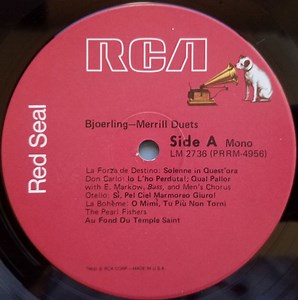 RCA
Red Seal
Bjoerling—Merrill Duets
Side A Mono
LM 2736 (PRRM-4956)
La Forza de Destino: Solenne in Quest'ora
Don Carlo: Io L'ho Perduta!; Qual Pallor
with E. Markow, Bass, and Men's Chorus
Otello: Si, Pel Ciel Marmoreo Giuro!
La Bohème: O Mimi, Tu Più Non Torni
The Pearl Fishers
Au Fond Du Temple Saint